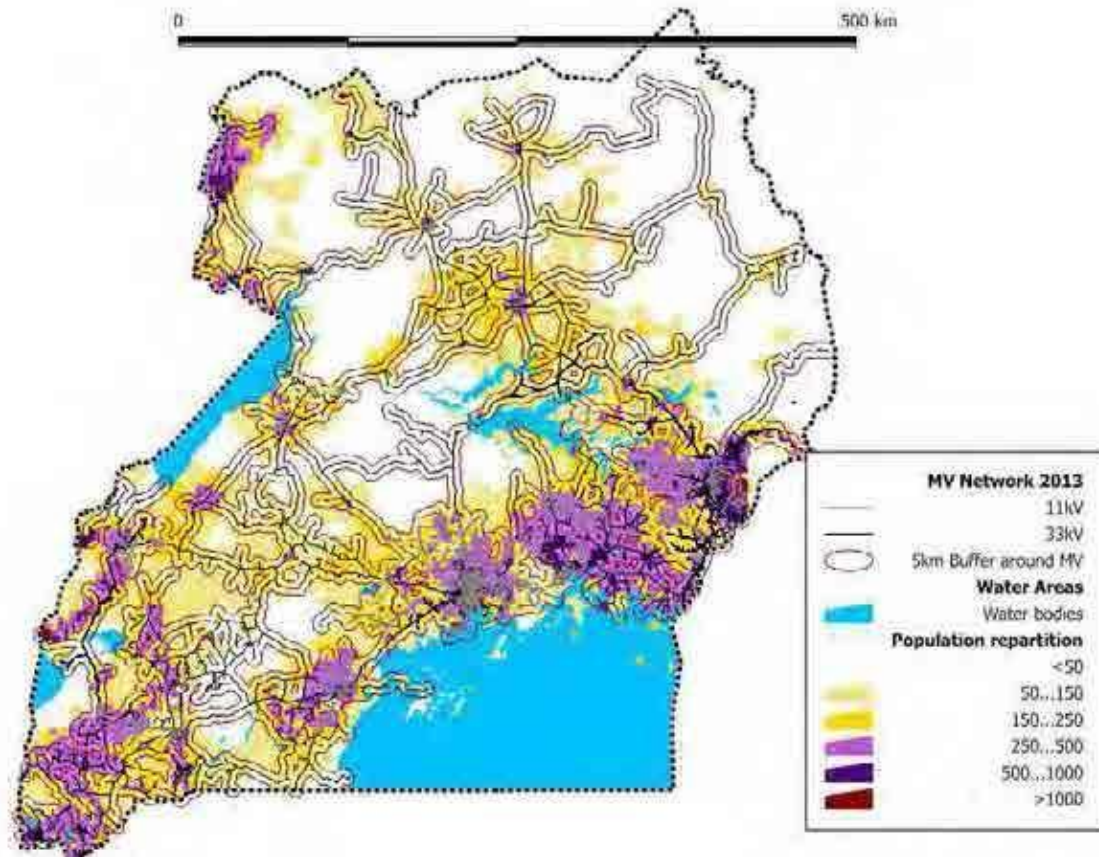 0 500 km
MV Network 2013
11kV
33kV
5km Buffer around MV
Water Areas
Water bodies
Population repartition
<50
50...150
150...250
250...500
500...1000
>1000